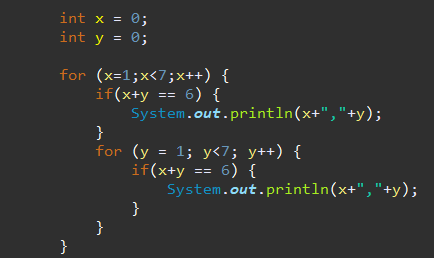 int x = 0;
int y = 0;
for (x=1;x<7;x++) {
if(x+y == 6) {
System.out.println(x+","+y);
}
for (y = 1; y<7; y++) {
if(x+y == 6) {
System.out.println(x+","+y);
}
}
}